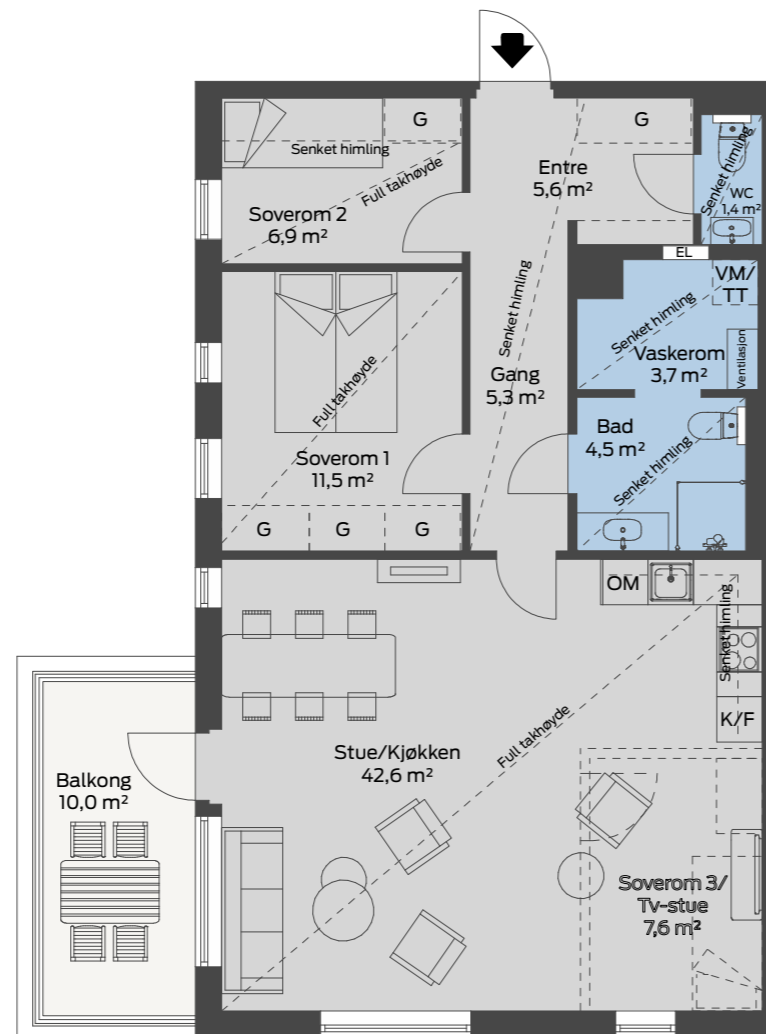 G
G
Senket himling
Full takhøyde
Senket himling
Entre
5,6 m²
WC
1,4 m²
Soverom 2
6,9 m²
EL
VM/
TT
Senket himling
Senket himling
Vaskerom
3,7 m²
Ventilasjon
Full takhøyde
Gang
5,3 m²
Bad
4,5 m²
Senket himling
Soverom 1
11,5 m²
G
G
G
OM
Senket himling
K/F
Full takhøyde
Stue/Kjøkken
42,6 m²
Balkong
10,0 m²
Soverom 3/
Tv-stue
7,6 m²